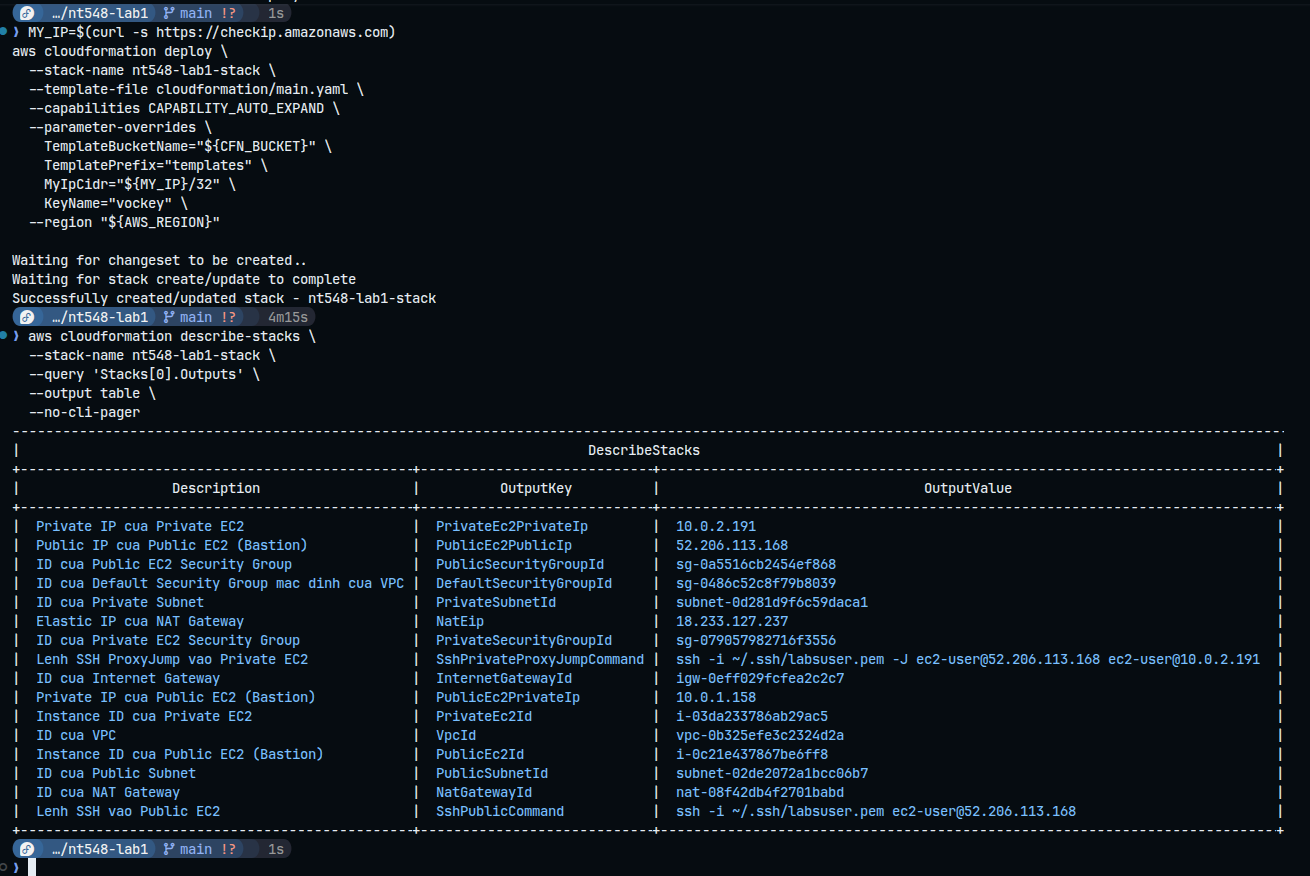 …/nt548-lab1 main !? 1s
❯ MY_IP=$(curl -s https://checkip.amazonaws.com)
aws cloudformation deploy \
--stack-name nt548-lab1-stack \
--template-file cloudformation/main.yaml \
--capabilities CAPABILITY_AUTO_EXPAND \
--parameter-overrides \
TemplateBucketName="${CFN_BUCKET}" \
TemplatePrefix="templates" \
MyIpCidr="${MY_IP}/32" \
KeyName="vockey" \
--region "${AWS_REGION}"
Waiting for changeset to be created..
Waiting for stack create/update to complete
Successfully created/updated stack - nt548-lab1-stack
…/nt548-lab1 main !? 4m15s
❯ aws cloudformation describe-stacks \
--stack-name nt548-lab1-stack \
--query 'Stacks[0].Outputs' \
--output table \
--no-cli-pager
DescribeStacks
| Description | OutputKey | OutputValue |
| Private IP cua Private EC2 | PrivateEc2PrivateIp | 10.0.2.191 |
| Public IP cua Public EC2 (Bastion) | PublicEc2PublicIp | 52.206.113.168 |
| ID cua Public EC2 Security Group | PublicSecurityGroupId | sg-0a5516cb2454ef868 |
| ID cua Default Security Group mac dinh cua VPC | DefaultSecurityGroupId | sg-0486c52c8f79b8039 |
| ID cua Private Subnet | PrivateSubnetId | subnet-0d281d9f6c59daca1 |
| Elastic IP cua NAT Gateway | NatEip | 18.233.127.237 |
| ID cua Private EC2 Security Group | PrivateSecurityGroupId | sg-079057982716f3556 |
| Lenh SSH ProxyJump vao Private EC2 | SshPrivateProxyJumpCommand | ssh -i ~/.ssh/labsuser.pem -J ec2-user@52.206.113.168 ec2-user@10.0.2.191 |
| ID cua Internet Gateway | InternetGatewayId | igw-0eff029fcfea2c2c7 |
| Private IP cua Public EC2 (Bastion) | PublicEc2PrivateIp | 10.0.1.158 |
| Instance ID cua Private EC2 | PrivateEc2Id | i-03da233786ab29ac5 |
| ID cua VPC | VpcId | vpc-0b325efe3c2324d2a |
| Instance ID cua Public EC2 (Bastion) | PublicEc2Id | i-0c21e437867be6ff8 |
| ID cua Public Subnet | PublicSubnetId | subnet-02de2072a1bcc06b7 |
| ID cua NAT Gateway | NatGatewayId | nat-08f42db4f2701babd |
| Lenh SSH vao Public EC2 | SshPublicCommand | ssh -i ~/.ssh/labsuser.pem ec2-user@52.206.113.168 |
…/nt548-lab1 main !? 1s
❯